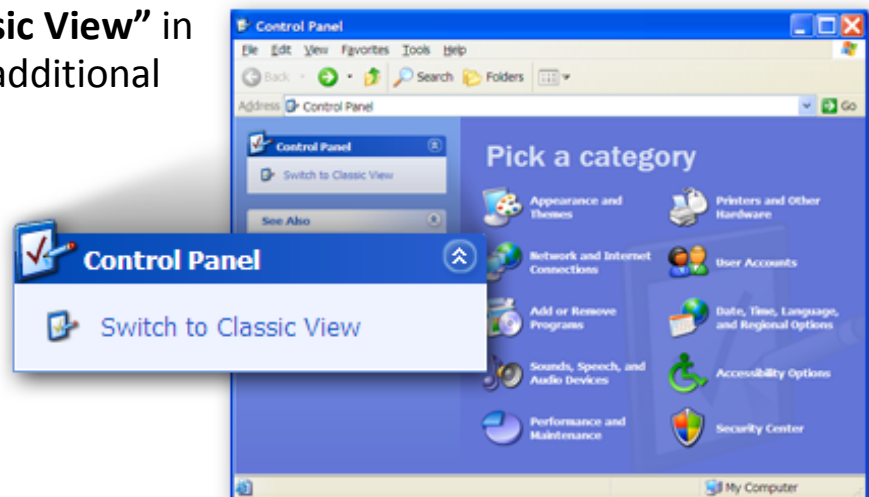 sic View” in
additional
Control Panel
File Edit View Favorites Tools Help
Back Search Folders
Address Control Panel Go
Control Panel
Switch to Classic View
See Also
Pick a category
Appearance and
Themes
Printers and Other
Hardware
Network and Internet
Connections
User Accounts
Add or Remove
Programs
Date, Time, Language,
and Regional Options
Sounds, Speech, and
Audio Devices
Accessibility Options
Performance and
Maintenance
Security Center
Control Panel
Switch to Classic View
My Computer